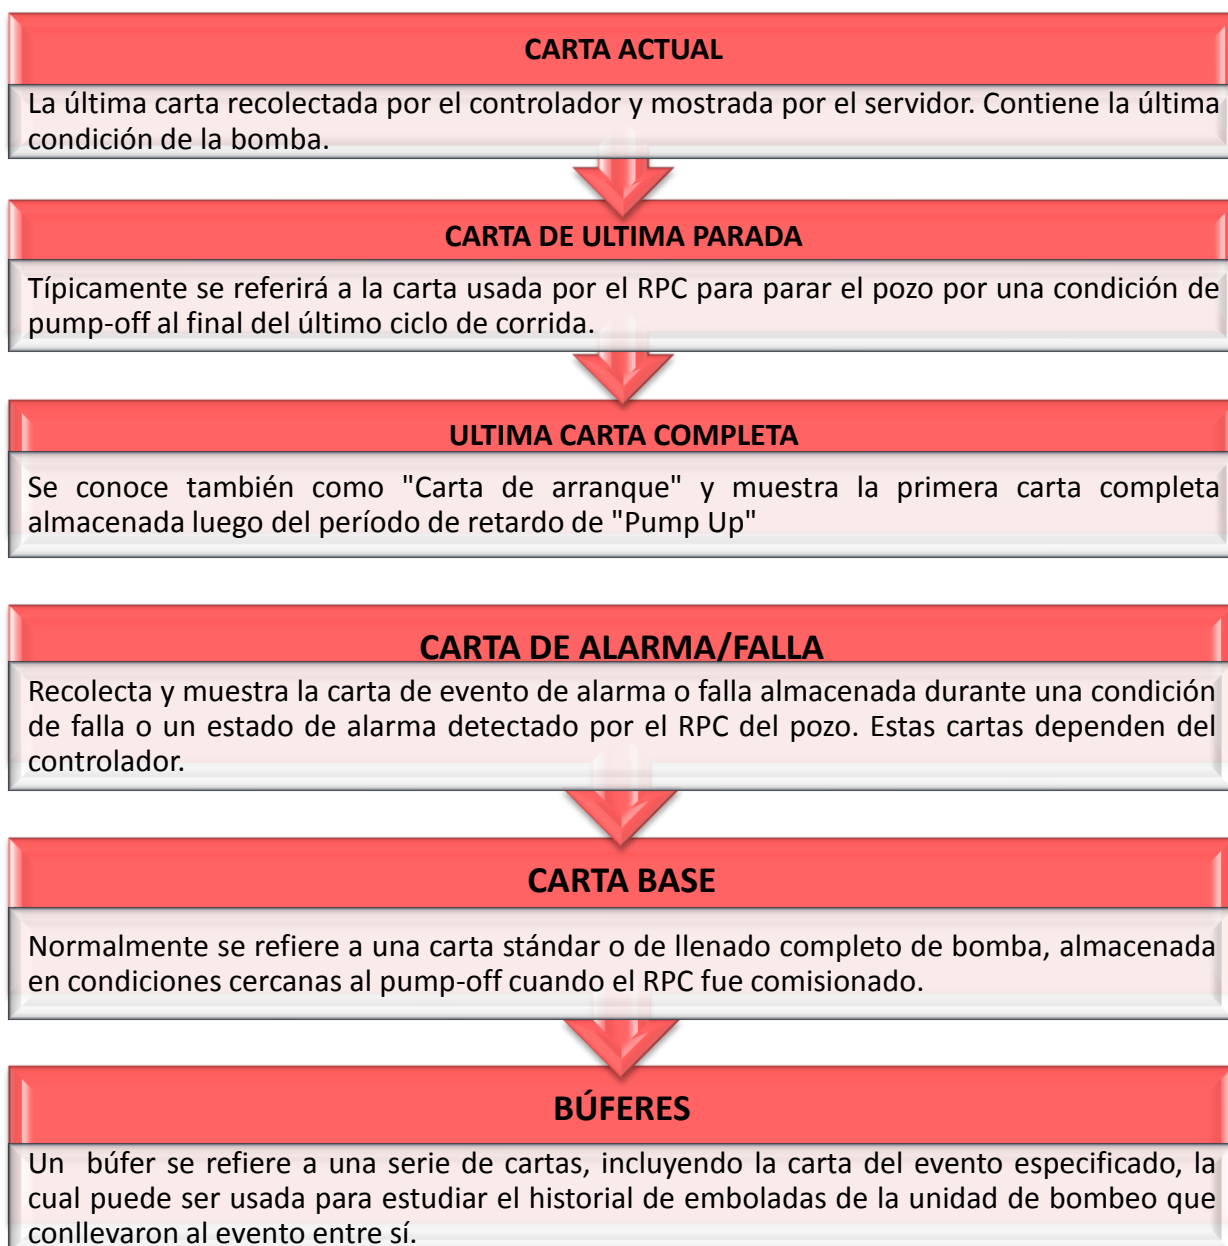 CARTA ACTUAL
La última carta recolectada por el controlador y mostrada por el servidor. Contiene la última
condición de la bomba.
CARTA DE ULTIMA PARADA
Típicamente se referirá a la carta usada por el RPC para parar el pozo por una condición de
pump-off al final del último ciclo de corrida.
ULTIMA CARTA COMPLETA
Se conoce también como "Carta de arranque" y muestra la primera carta completa
almacenada luego del período de retardo de "Pump Up"
CARTA DE ALARMA/FALLA
Recolecta y muestra la carta de evento de alarma o falla almacenada durante una condición
de falla o un estado de alarma detectado por el RPC del pozo. Estas cartas dependen del
controlador.
CARTA BASE
Normalmente se refiere a una carta stándar o de llenado completo de bomba, almacenada
en condiciones cercanas al pump-off cuando el RPC fue comisionado.
BÚFERES
Un búfer se refiere a una serie de cartas, incluyendo la carta del evento especificado, la
cual puede ser usada para estudiar el historial de emboladas de la unidad de bombeo que
conllevaron al evento entre sí.